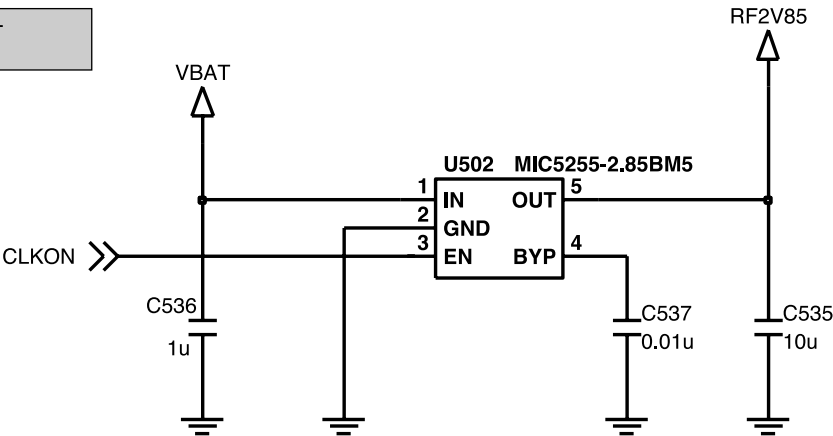 RF2V85
VBAT
U502 MIC5255-2.85BM5
1 IN OUT 5
2 GND
3 EN BYP 4
CLKON
C536
1u
C537
0.01u
C535
10u